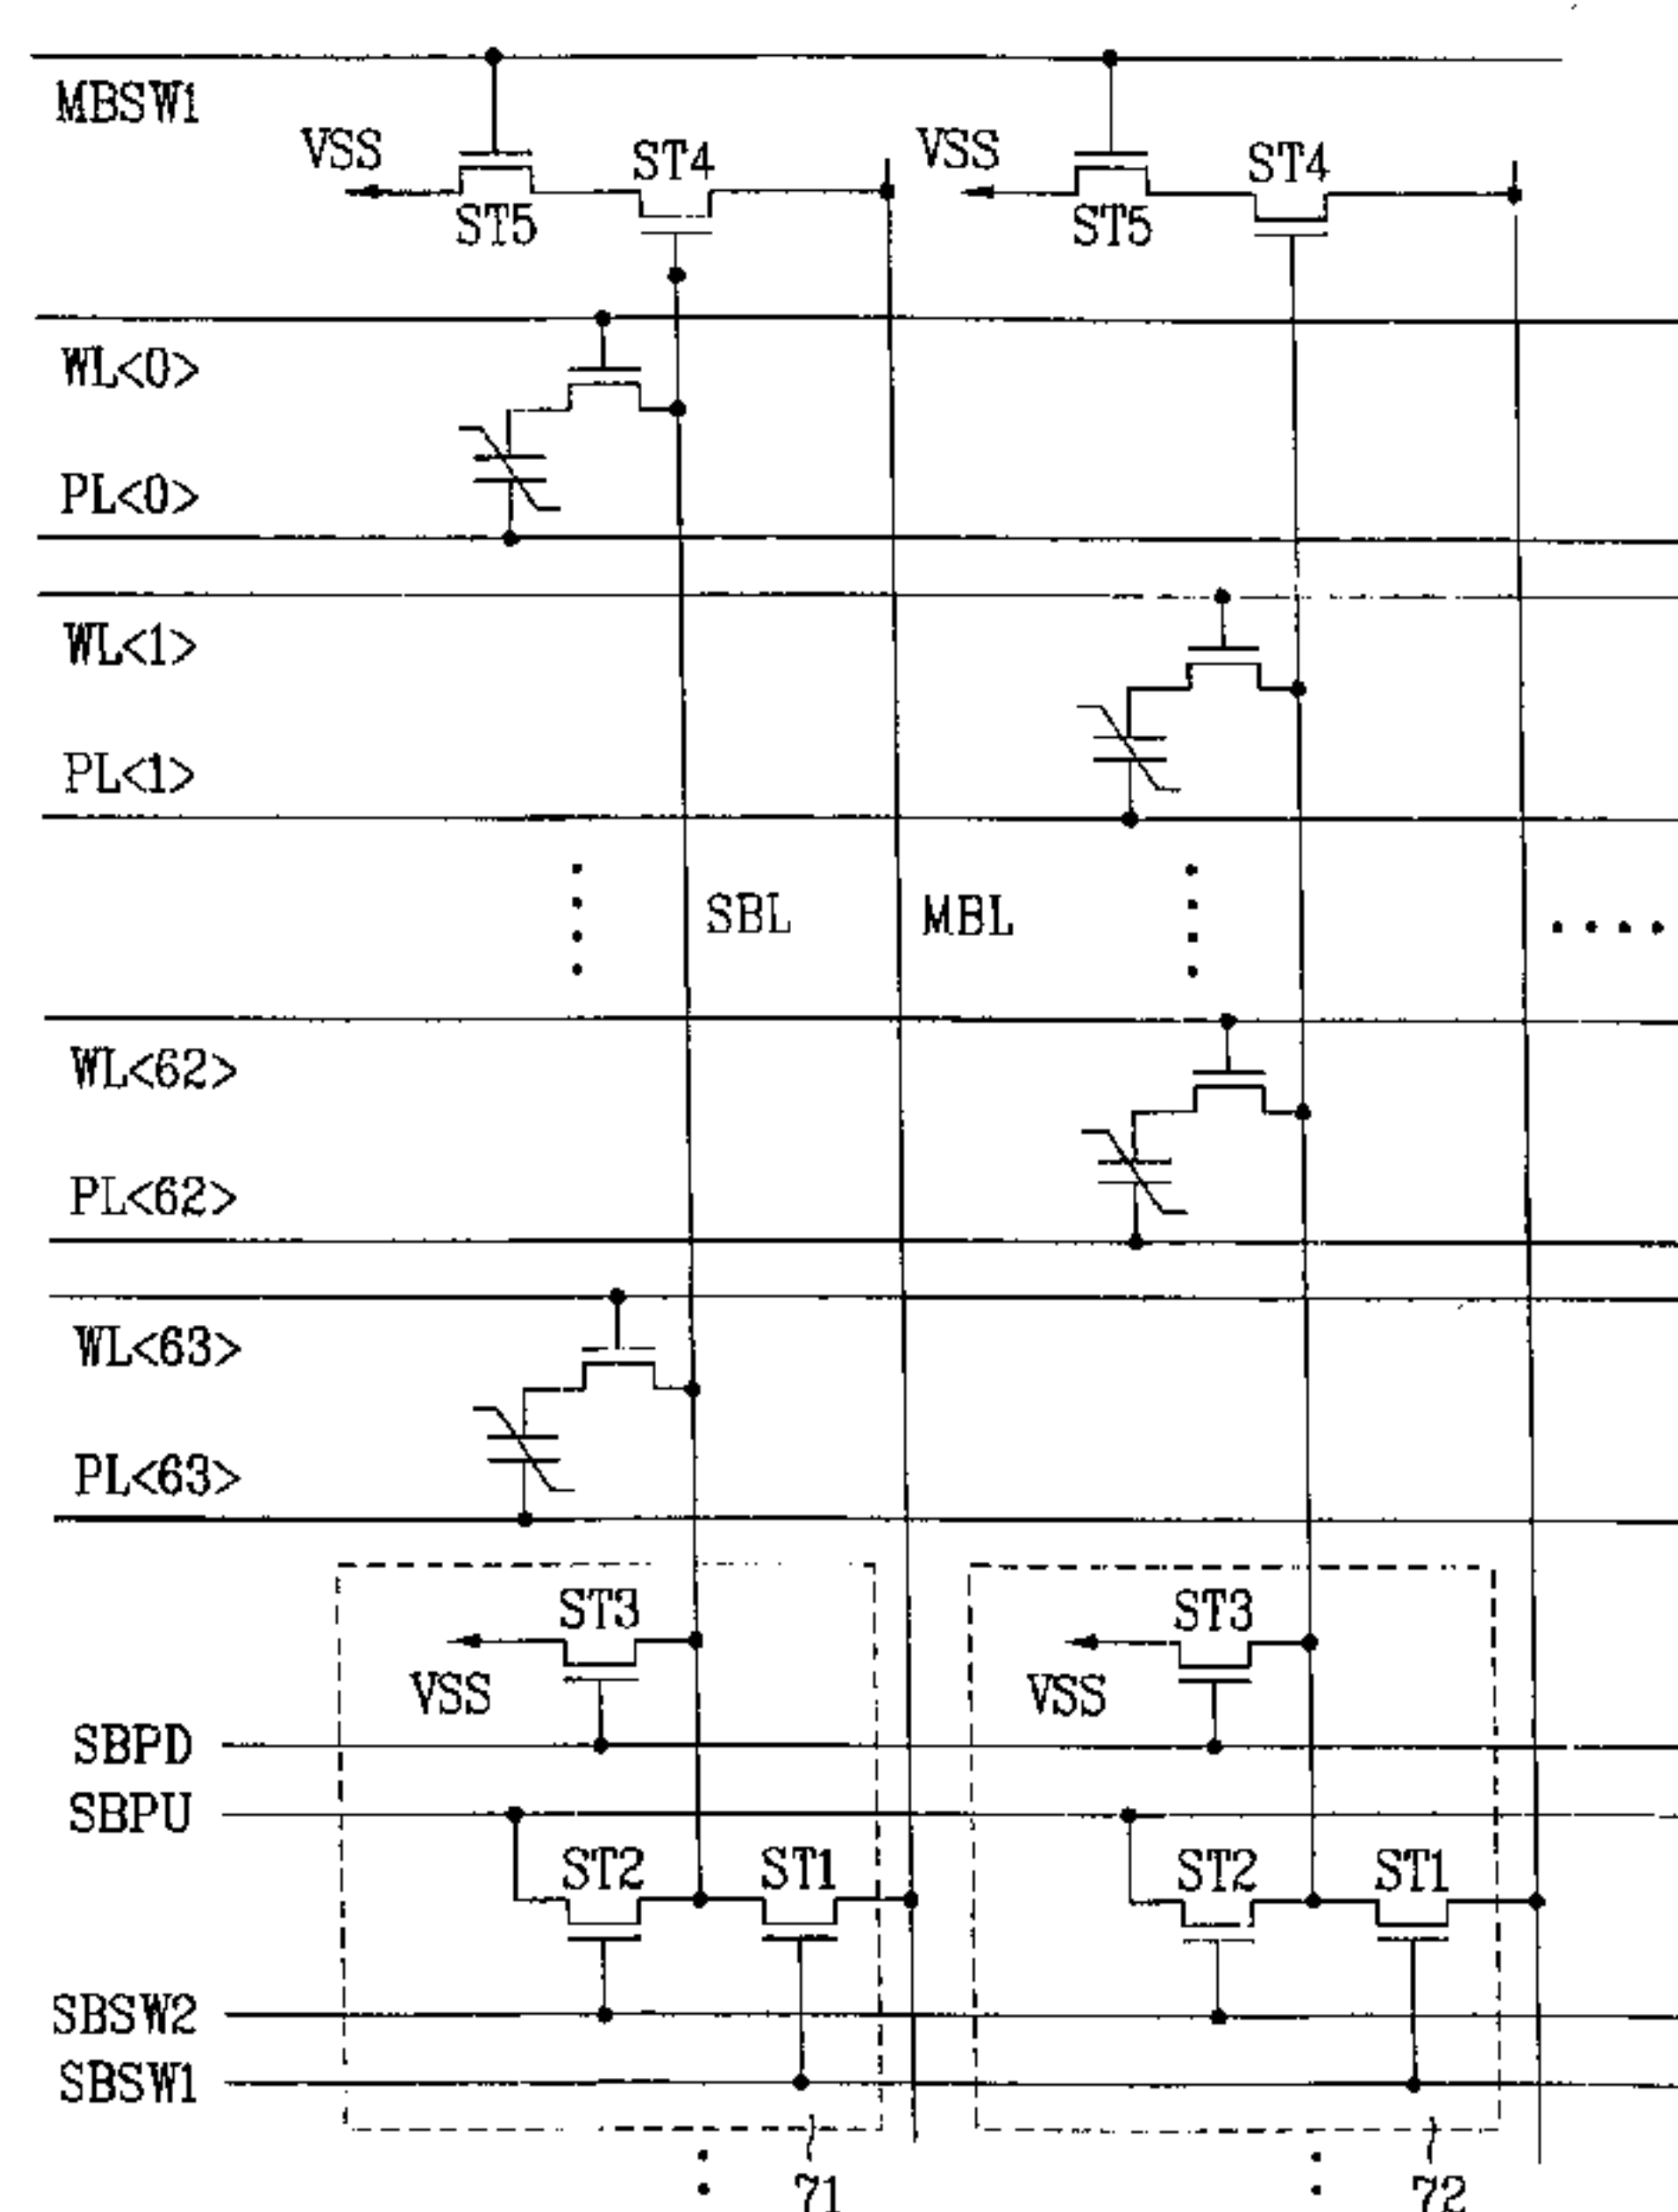 MBSW1
VSS ST4 VSS ST4
ST5 ST5
WL<0>
PL<0>
WL<1>
PL<1>
SBL MBL
WL<62>
PL<62>
WL<63>
PL<63>
ST3 ST3
VSS VSS
SBPD
SBPU
ST2 ST1 ST2 ST1
SBSW2
SBSW1
71 72